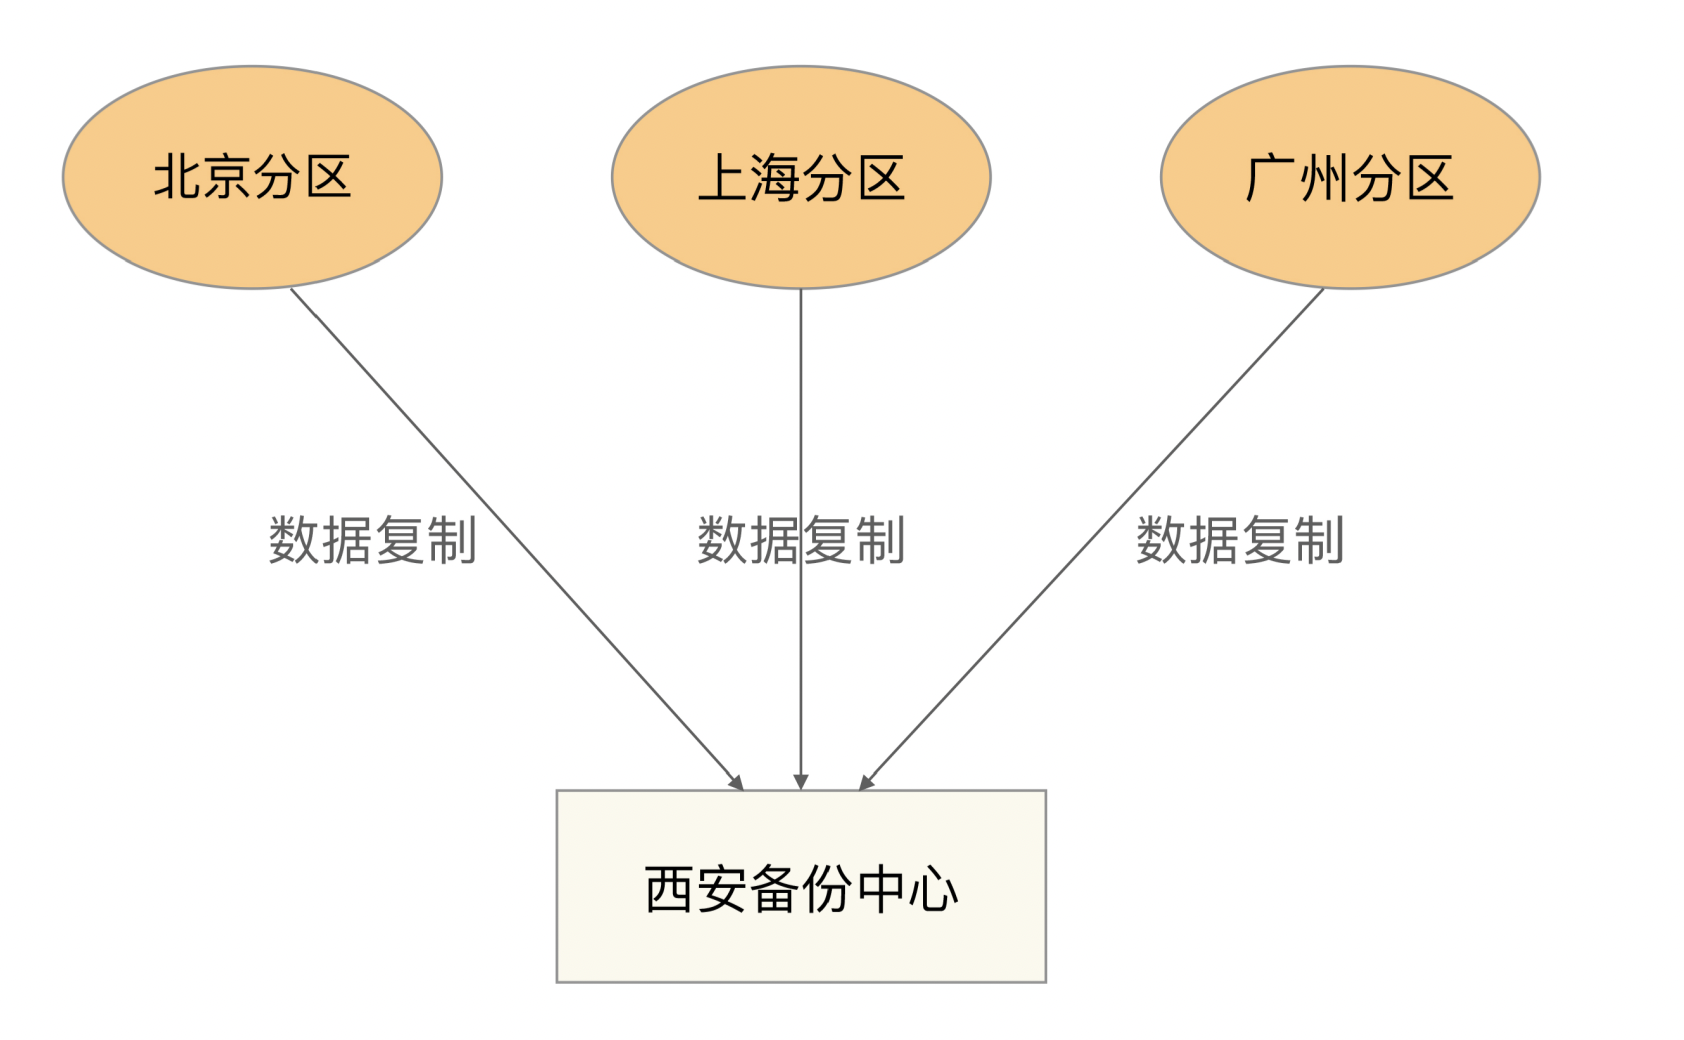 北京分区
上海分区
广州分区
数据复制
数据复制
数据复制
西安备份中心